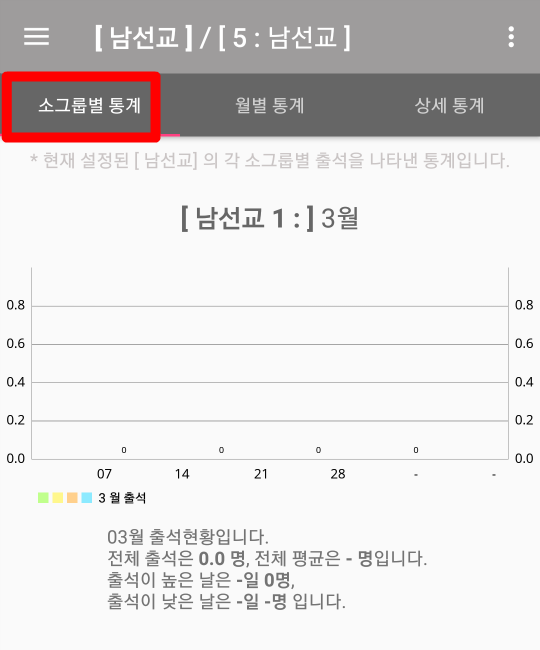 [ 남선교 ] / [ 5 : 남선교 ]
소그룹별 통계 월별 통계 상세 통계
* 현재 설정된 [ 남선교] 의 각 소그룹별 출석을 나타낸 통계입니다.
[ 남선교 1 : ] 3월
0.8 0.8
0.6 0.6
0.4 0.4
0.2 0.2
0 0 0 0
0.0 0.0
07 14 21 28 - -
3 월 출석
03월 출석현황입니다.
전체 출석은 0.0 명, 전체 평균은 - 명입니다.
출석이 높은 날은 -일 0명,
출석이 낮은 날은 -일 -명 입니다.